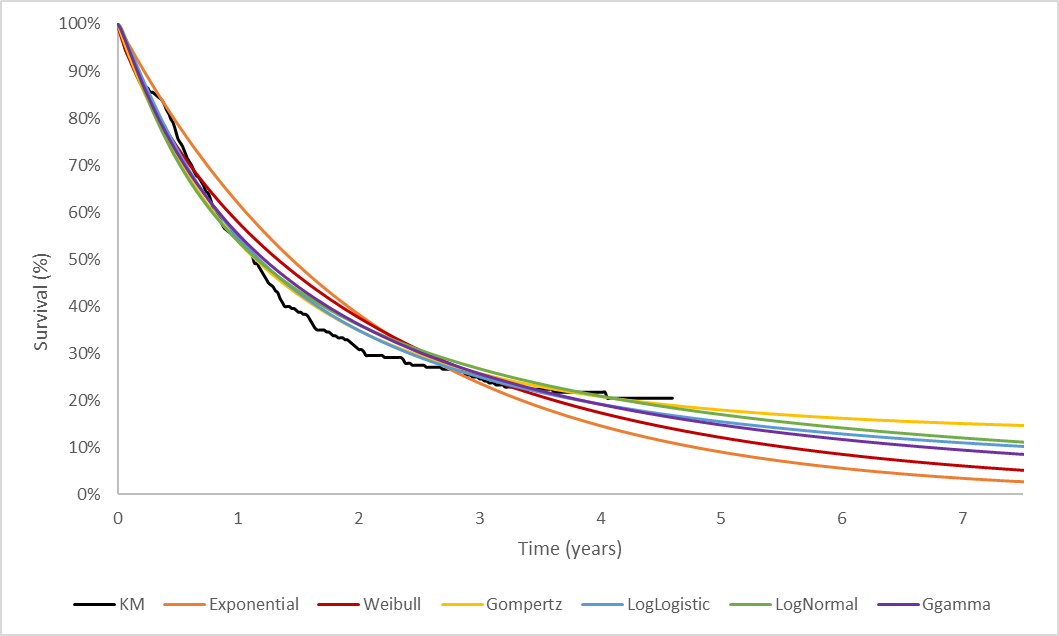 100%
90%
80%
70%
60%
50%
40%
30%
20%
10%
0%
Survival (%)
0 1 2 3 4 5 6 7
Time (years)
KM Exponential Weibull Gompertz LogLogistic LogNormal Ggamma